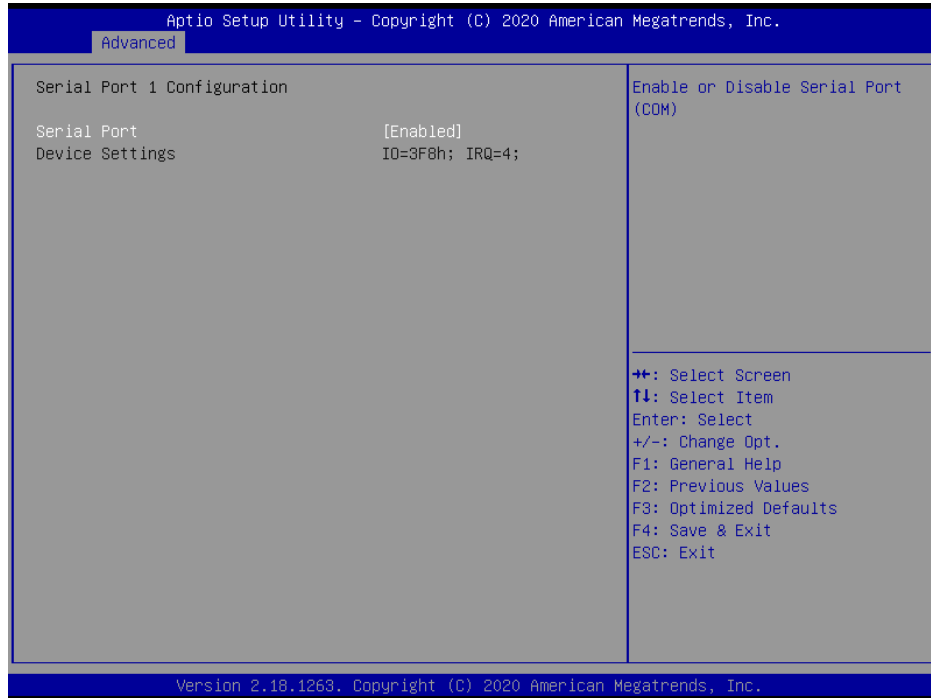 Aptio Setup Utility – Copyright (C) 2020 American Megatrends, Inc.
Advanced
Serial Port 1 Configuration
Serial Port [Enabled]
Device Settings IO=3F8h; IRQ=4;
Enable or Disable Serial Port
(COM)
→←: Select Screen
↑↓: Select Item
Enter: Select
+/-: Change Opt.
F1: General Help
F2: Previous Values
F3: Optimized Defaults
F4: Save & Exit
ESC: Exit
Version 2.18.1263. Copyright (C) 2020 American Megatrends, Inc.